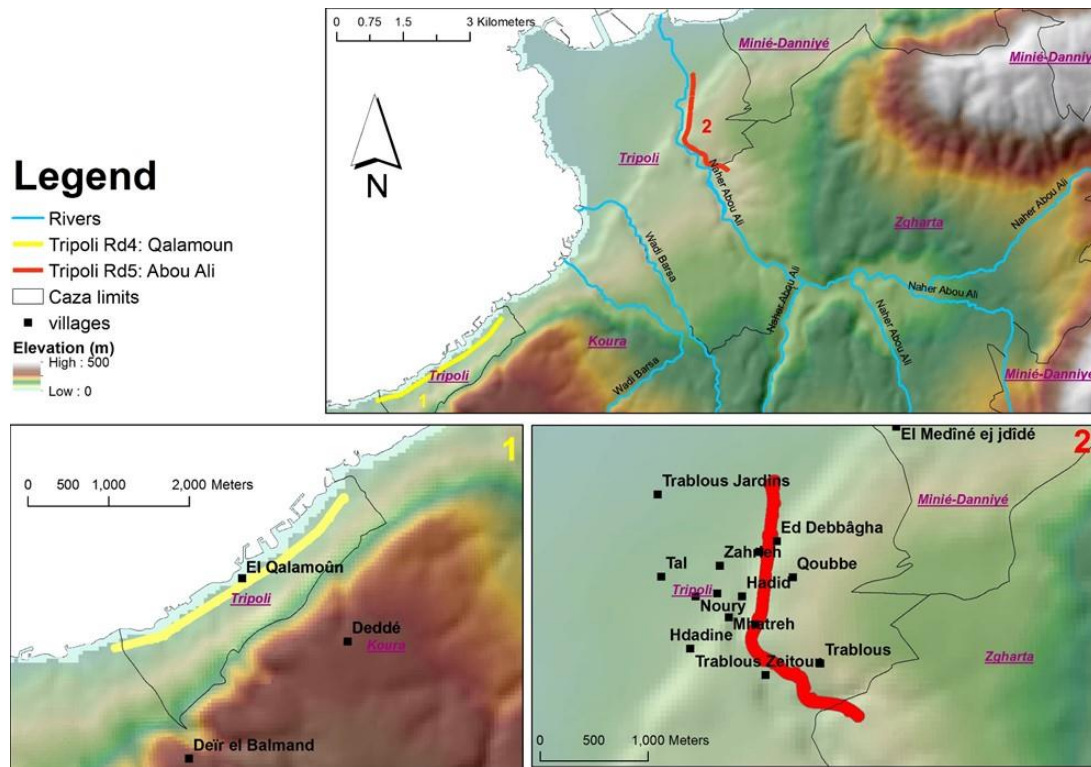 Legend
Rivers
Tripoli Rd4: Qalamoun
Tripoli Rd5: Abou Ali
Caza limits
villages
Elevation (m)
High : 500
Low : 0
0 0.75 1.5 3 Kilometers
N
Minié-Danniyé
Minié-Danniyé
2
Tripoli
Naher Abou Ali
Naher Abou Ali
Zgharta
Wadi Barsa
Naher Abou Ali
Naher Abou Ali
Naher Abou Ali
Koura
Wadi Barsa
Minié-Danniyé
Tripoli
1
1
0 500 1,000 2,000 Meters
El Qalamoûn
Tripoli
Deddé
Koura
Deïr el Balmand
El Medîné ej jdîdé
2
Trablous Jardins
Minié-Danniyé
Ed Debbâgha
Zahrieh
Tal
Qoubbe
Tripoli
Hadid
Noury
Mhatreh
Hdadine
Trablous
Trablous Zeitoun
Zgharta
0 500 1,000 Meters